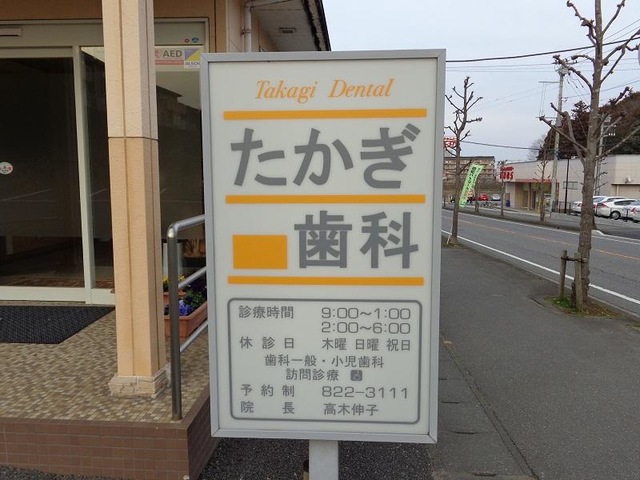 AED
Takagi Dental
たかぎ
歯科
診療時間 9:00～1:00
2:00～6:00
休診日 木曜 日曜 祝日
歯科一般・小児歯科
訪問診療
予約制 822-3111
院長 高木伸子